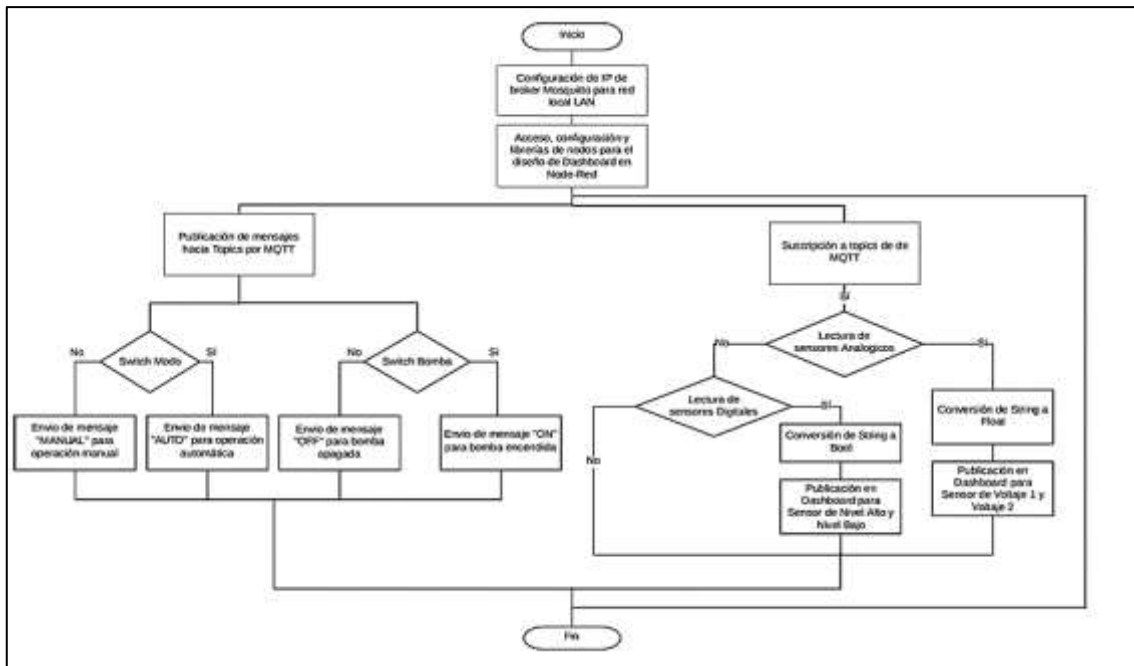 Inicio
Configuración de IP de
broker Mosquito para red
local LAN
Acceso, configuración y
librerías de nodos para el
diseño de Dashboard en
Node-Red
Publicación de mensajes
hacia Topics por MQTT
Suscripción a topics de de
MQTT
Si
No
Switch Modo
Si
No
Switch Bomba
Si
No
Lectura de
sensores Analogicos
Si
Lectura de
sensores Digitales
Si
No
Envio de mensaje
"MANUAL" para
operación manual
Envio de mensaje
"AUTO" para operación
automática
Envio de mensaje
"OFF" para bomba
apagada
Envio de mensaje "ON"
para bomba encendida
Conversión de String a
Bool
Conversión de String a
Float
Publicación en
Dashboard para
Sensor de Nivel Alto y
Nivel Bajo
Publicación en
Dashboard para
Sensor de Voltaje 1 y
Voltaje 2
Fin